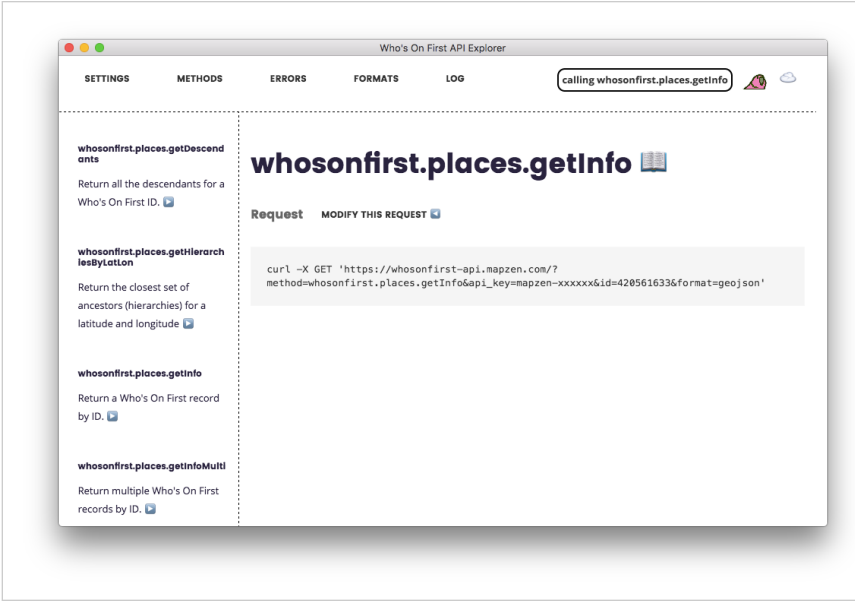 Who's On First API Explorer
SETTINGS METHODS ERRORS FORMATS LOG calling whosonfirst.places.getInfo
whosonfirst.places.getDescend
ants
Return all the descendants for a
Who's On First ID.
whosonfirst.places.getHierarch
iesByLatLon
Return the closest set of
ancestors (hierarchies) for a
latitude and longitude
whosonfirst.places.getInfo
Return a Who's On First record
by ID.
whosonfirst.places.getInfoMulti
Return multiple Who's On First
records by ID.
whosonfirst.places.getInfo
Request MODIFY THIS REQUEST
curl -X GET 'https://whosonfirst-api.mapzen.com/?
method=whosonfirst.places.getInfo&api_key=mapzen-xxxxxx&id=420561633&format=geojson'